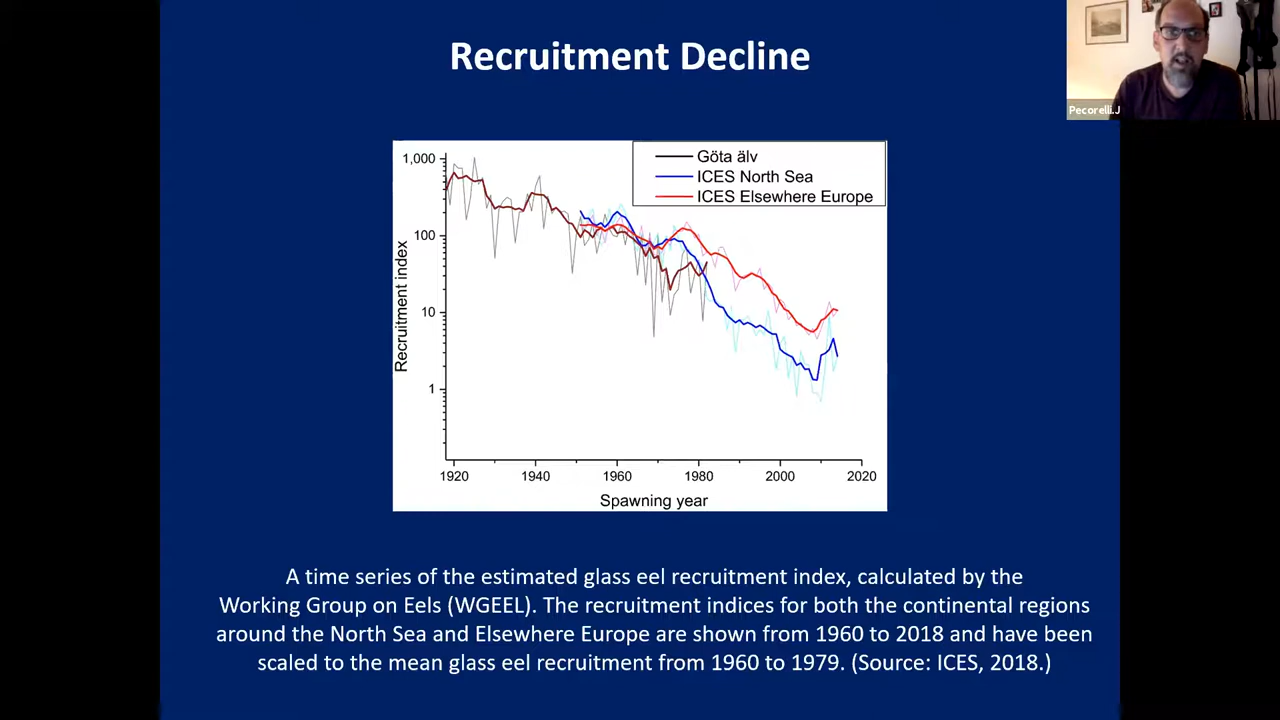 Recruitment Decline
Pecorelli.J
1,000
100
10
1
Recruitment index
Göta älv
ICES North Sea
ICES Elsewhere Europe
1920 1940 1960 1980 2000 2020
Spawning year
A time series of the estimated glass eel recruitment index, calculated by the
Working Group on Eels (WGEEL). The recruitment indices for both the continental regions
around the North Sea and Elsewhere Europe are shown from 1960 to 2018 and have been
scaled to the mean glass eel recruitment from 1960 to 1979. (Source: ICES, 2018.)